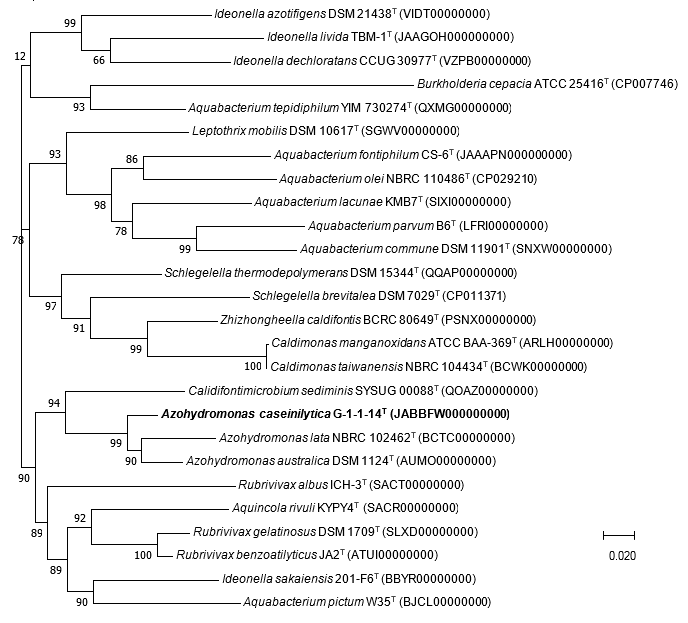 Ideonella azotifigens DSM 21438ᵀ (VIDT00000000)
99
Ideonella livida TBM-1ᵀ (JAAGOH000000000)
12
66
Ideonella dechloratans CCUG 30977ᵀ (VZPB00000000)
Burkholderia cepacia ATCC 25416ᵀ (CP007746)
93
Aquabacterium tepidiphilum YIM 730274ᵀ (QXMG00000000)
Leptothrix mobilis DSM 10617ᵀ (SGWV00000000)
93
86
Aquabacterium fontiphilum CS-6ᵀ (JAAAPN000000000)
Aquabacterium olei NBRC 110486ᵀ (CP029210)
98
Aquabacterium lacunae KMB7ᵀ (SIXI00000000)
78
Aquabacterium parvum B6ᵀ (LFRI00000000)
78
99
Aquabacterium commune DSM 11901ᵀ (SNXW00000000)
Schlegelella thermodepolymerans DSM 15344ᵀ (QQAP00000000)
97
Schlegelella brevitalea DSM 7029ᵀ (CP011371)
91
Zhizhongheella caldifontis BCRC 80649ᵀ (PSNX00000000)
99
Caldimonas manganoxidans ATCC BAA-369ᵀ (ARLH00000000)
100
Caldimonas taiwanensis NBRC 104434ᵀ (BCWK00000000)
Calidifontimicrobium sediminis SYSUG 00088ᵀ (QOAZ00000000)
94
Azohydromonas caseinilytica G-1-1-14ᵀ (JABBFW000000000)
99
Azohydromonas lata NBRC 102462ᵀ (BCTC00000000)
90
Azohydromonas australica DSM 1124ᵀ (AUMO00000000)
90
Rubrivivax albus ICH-3ᵀ (SACT00000000)
Aquincola rivuli KYPY4ᵀ (SACR00000000)
92
89
Rubrivivax gelatinosus DSM 1709ᵀ (SLXD00000000)
100
Rubrivivax benzoatilyticus JA2ᵀ (ATUI00000000)
0.020
89
Ideonella sakaiensis 201-F6ᵀ (BBYR00000000)
90
Aquabacterium pictum W35ᵀ (BJCL00000000)